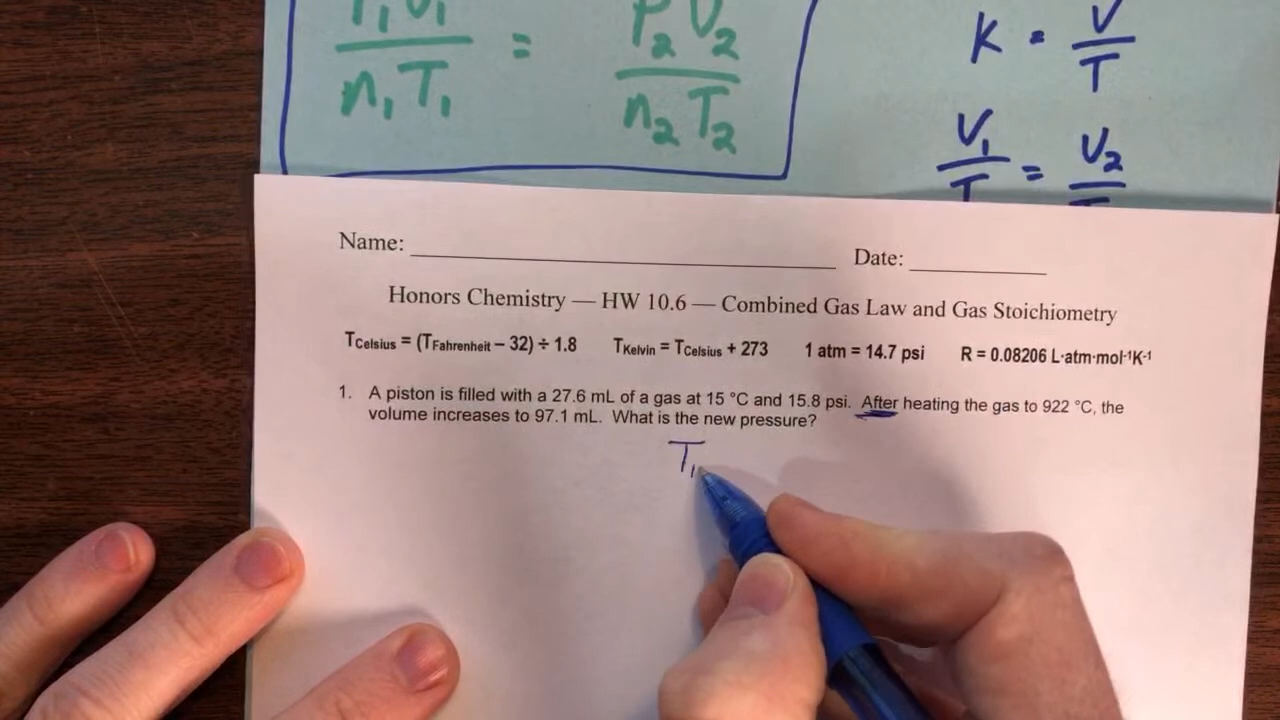 P₁V₁ / n₁T₁ = P₂V₂ / n₂T₂
K = V / T
V₁ / T = V₂ / T
Name: Date:
Honors Chemistry — HW 10.6 — Combined Gas Law and Gas Stoichiometry
TCelsius = (TFahrenheit – 32) ÷ 1.8 TKelvin = TCelsius + 273 1 atm = 14.7 psi R = 0.08206 L·atm·mol⁻¹K⁻¹
1. A piston is filled with a 27.6 mL of a gas at 15 °C and 15.8 psi. After heating the gas to 922 °C, the
volume increases to 97.1 mL. What is the new pressure?
T₁